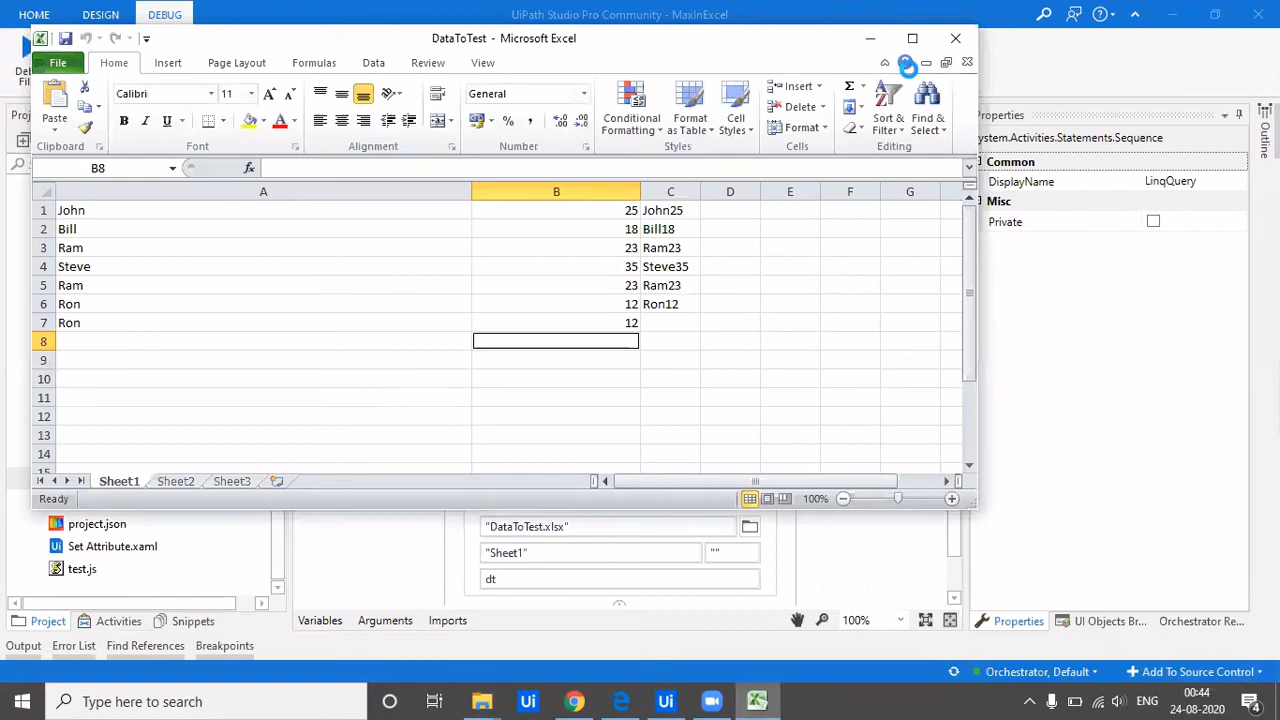 HOME DESIGN DEBUG UiPath Studio Pro Community - MaxInExcel
DataToTest - Microsoft Excel
File Home Insert Page Layout Formulas Data Review View
Calibri 11 General Insert
Paste Conditional Formatting Format as Table Cell Styles Delete Sort & Filter Find & Select
Format
Clipboard Font Alignment Number Styles Cells Editing
Properties
System.Activities.Statements.Sequence
Common
DisplayName LinqQuery
Misc
Private
Outline
B8 fx
A B C D E F G
1 John 25 John25
2 Bill 18 Bill18
3 Ram 23 Ram23
4 Steve 35 Steve35
5 Ram 23 Ram23
6 Ron 12 Ron12
7 Ron 12
8
9
10
11
12
13
14
15
Sheet1 Sheet2 Sheet3
Ready 100%
project.json
Set Attribute.xaml
test.js
"DataToTest.xlsx"
"Sheet1" ""
dt
Project Activities Snippets
Variables Arguments Imports 100%
Properties UI Objects Br... Orchestrator Re...
Output Error List Find References Breakpoints
Orchestrator, Default Add To Source Control
Type here to search
ENG
00:44
24-08-2020
4